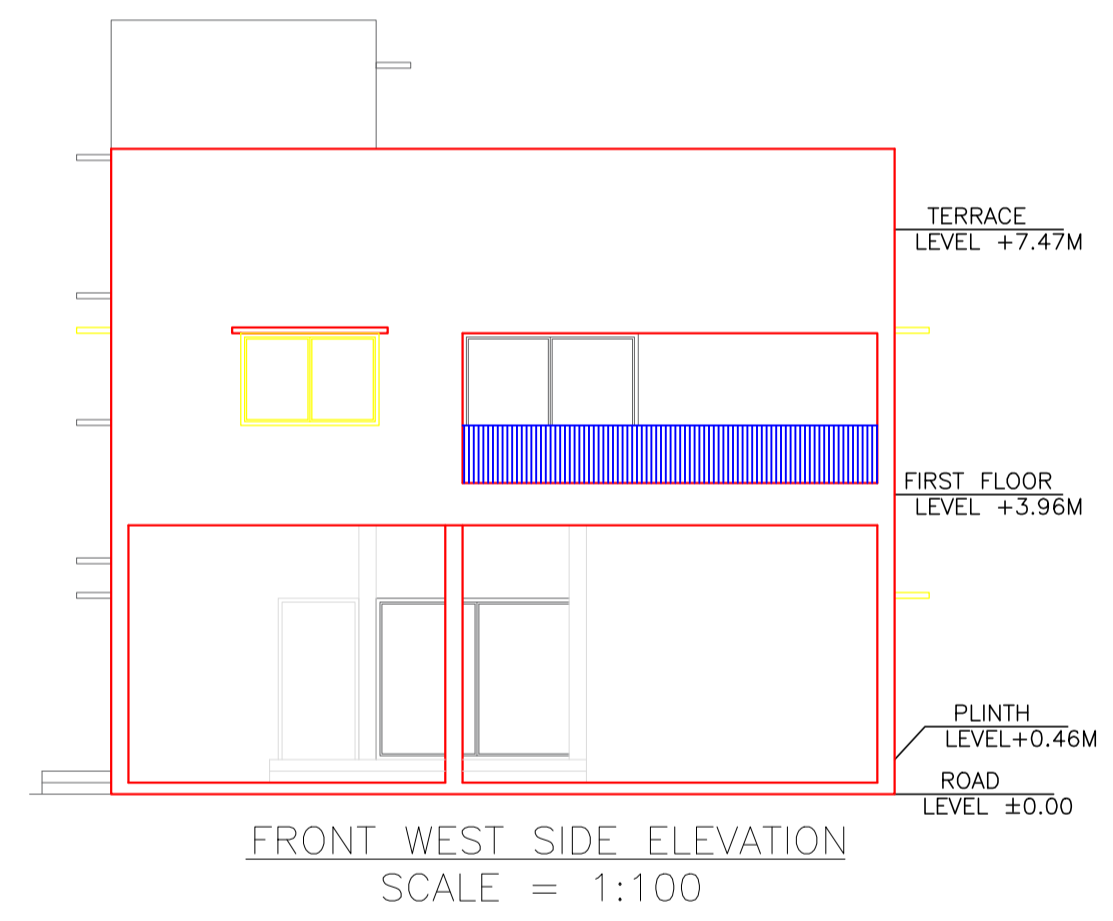 TERRACE
LEVEL +7.47M
FIRST FLOOR
LEVEL +3.96M
PLINTH
LEVEL+0.46M
ROAD
LEVEL ±0.00
FRONT WEST SIDE ELEVATION
SCALE = 1:100